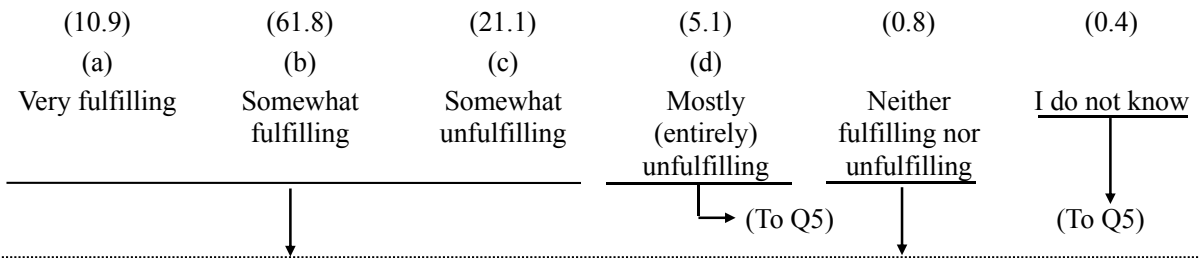 (10.9) (61.8) (21.1) (5.1) (0.8) (0.4)
(a) (b) (c) (d)
Very fulfilling Somewhat Somewhat Mostly Neither I do not know
fulfilling unfulfilling (entirely) fulfilling nor
unfulfilling unfulfilling
(To Q5) (To Q5)